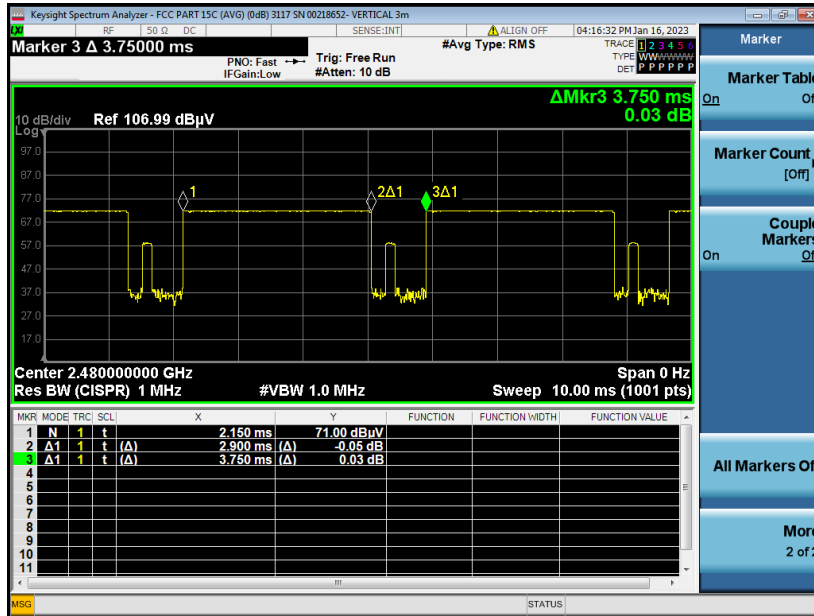 Keysight Spectrum Analyzer - FCC PART 15C (AVG) (0dB) 3117 SN 00218652- VERTICAL 3m
LXI RF 50 Ω DC SENSE:INT ALIGN OFF 04:16:32 PM Jan 16, 2023
Marker 3 Δ 3.75000 ms
PNO: Fast
IFGain:Low
Trig: Free Run
#Atten: 10 dB
#Avg Type: RMS
TRACE 1 2 3 4 5 6
TYPE WWWWWW
DET P P P P P P
ΔMkr3 3.750 ms
0.03 dB
10 dB/div Ref 106.99 dBµV
Log
97.0
87.0
77.0
67.0
57.0
47.0
37.0
27.0
17.0
1
2Δ1
3Δ1
Center 2.480000000 GHz Span 0 Hz
Res BW (CISPR) 1 MHz #VBW 1.0 MHz Sweep 10.00 ms (1001 pts)
MKR MODE TRC SCL X Y FUNCTION FUNCTION WIDTH FUNCTION VALUE
1 N 1 t 2.150 ms 71.00 dBµV
2 Δ1 1 t (Δ) 2.900 ms (Δ) -0.05 dB
3 Δ1 1 t (Δ) 3.750 ms (Δ) 0.03 dB
4
5
6
7
8
9
10
11
MSG STATUS
Marker
Marker Table
On Of
Marker Count
[Off]
Couple
Markers
On Of
All Markers Of
More
2 of 2